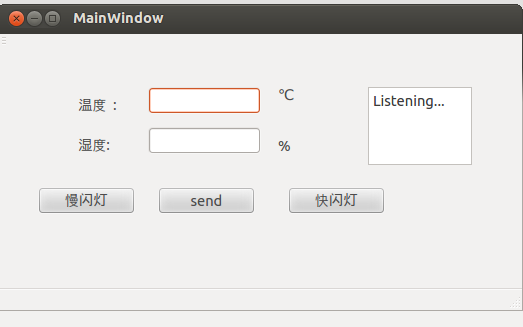 MainWindow
温度 :
℃
Listening...
湿度:
%
慢闪灯
send
快闪灯